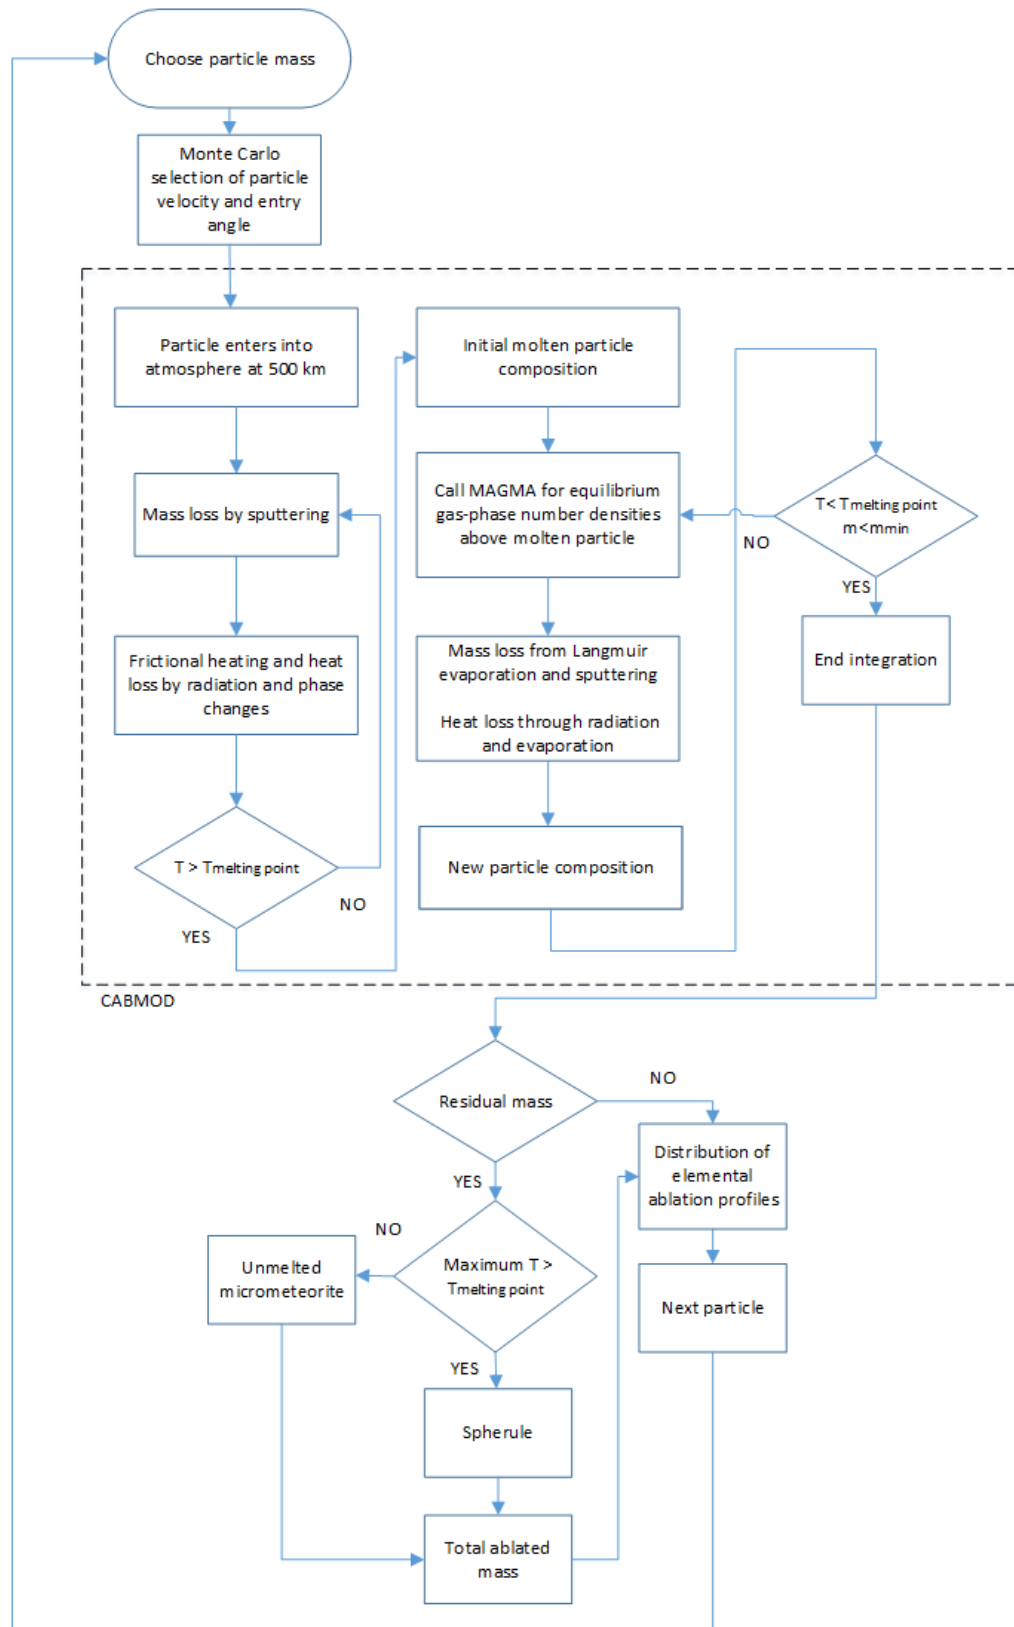 Choose particle mass
Monte Carlo
selection of particle
velocity and entry
angle
Particle enters into
atmosphere at 500 km
Mass loss by sputtering
Frictional heating and heat
loss by radiation and phase
changes
T > Tmelting point
NO
YES
Initial molten particle
composition
Call MAGMA for equilibrium
gas-phase number densities
above molten particle
Mass loss from Langmuir
evaporation and sputtering
Heat loss through radiation
and evaporation
New particle composition
T< Tmelting point
m<mmin
NO
YES
End integration
CABMOD
Residual mass
NO
YES
Maximum T >
Tmelting point
NO
YES
Unmelted
micrometeorite
Spherule
Total ablated
mass
Distribution of
elemental
ablation profiles
Next particle